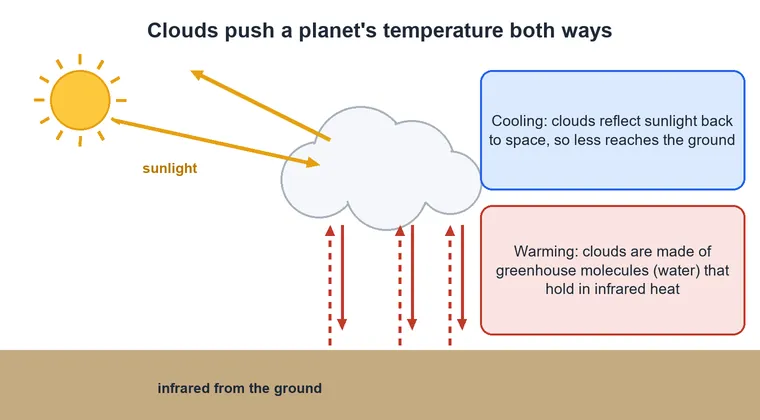 Clouds push a planet's temperature both ways
Cooling: clouds reflect sunlight back
to space, so less reaches the ground
sunlight
Warming: clouds are made of
greenhouse molecules (water) that
hold in infrared heat
infrared from the ground